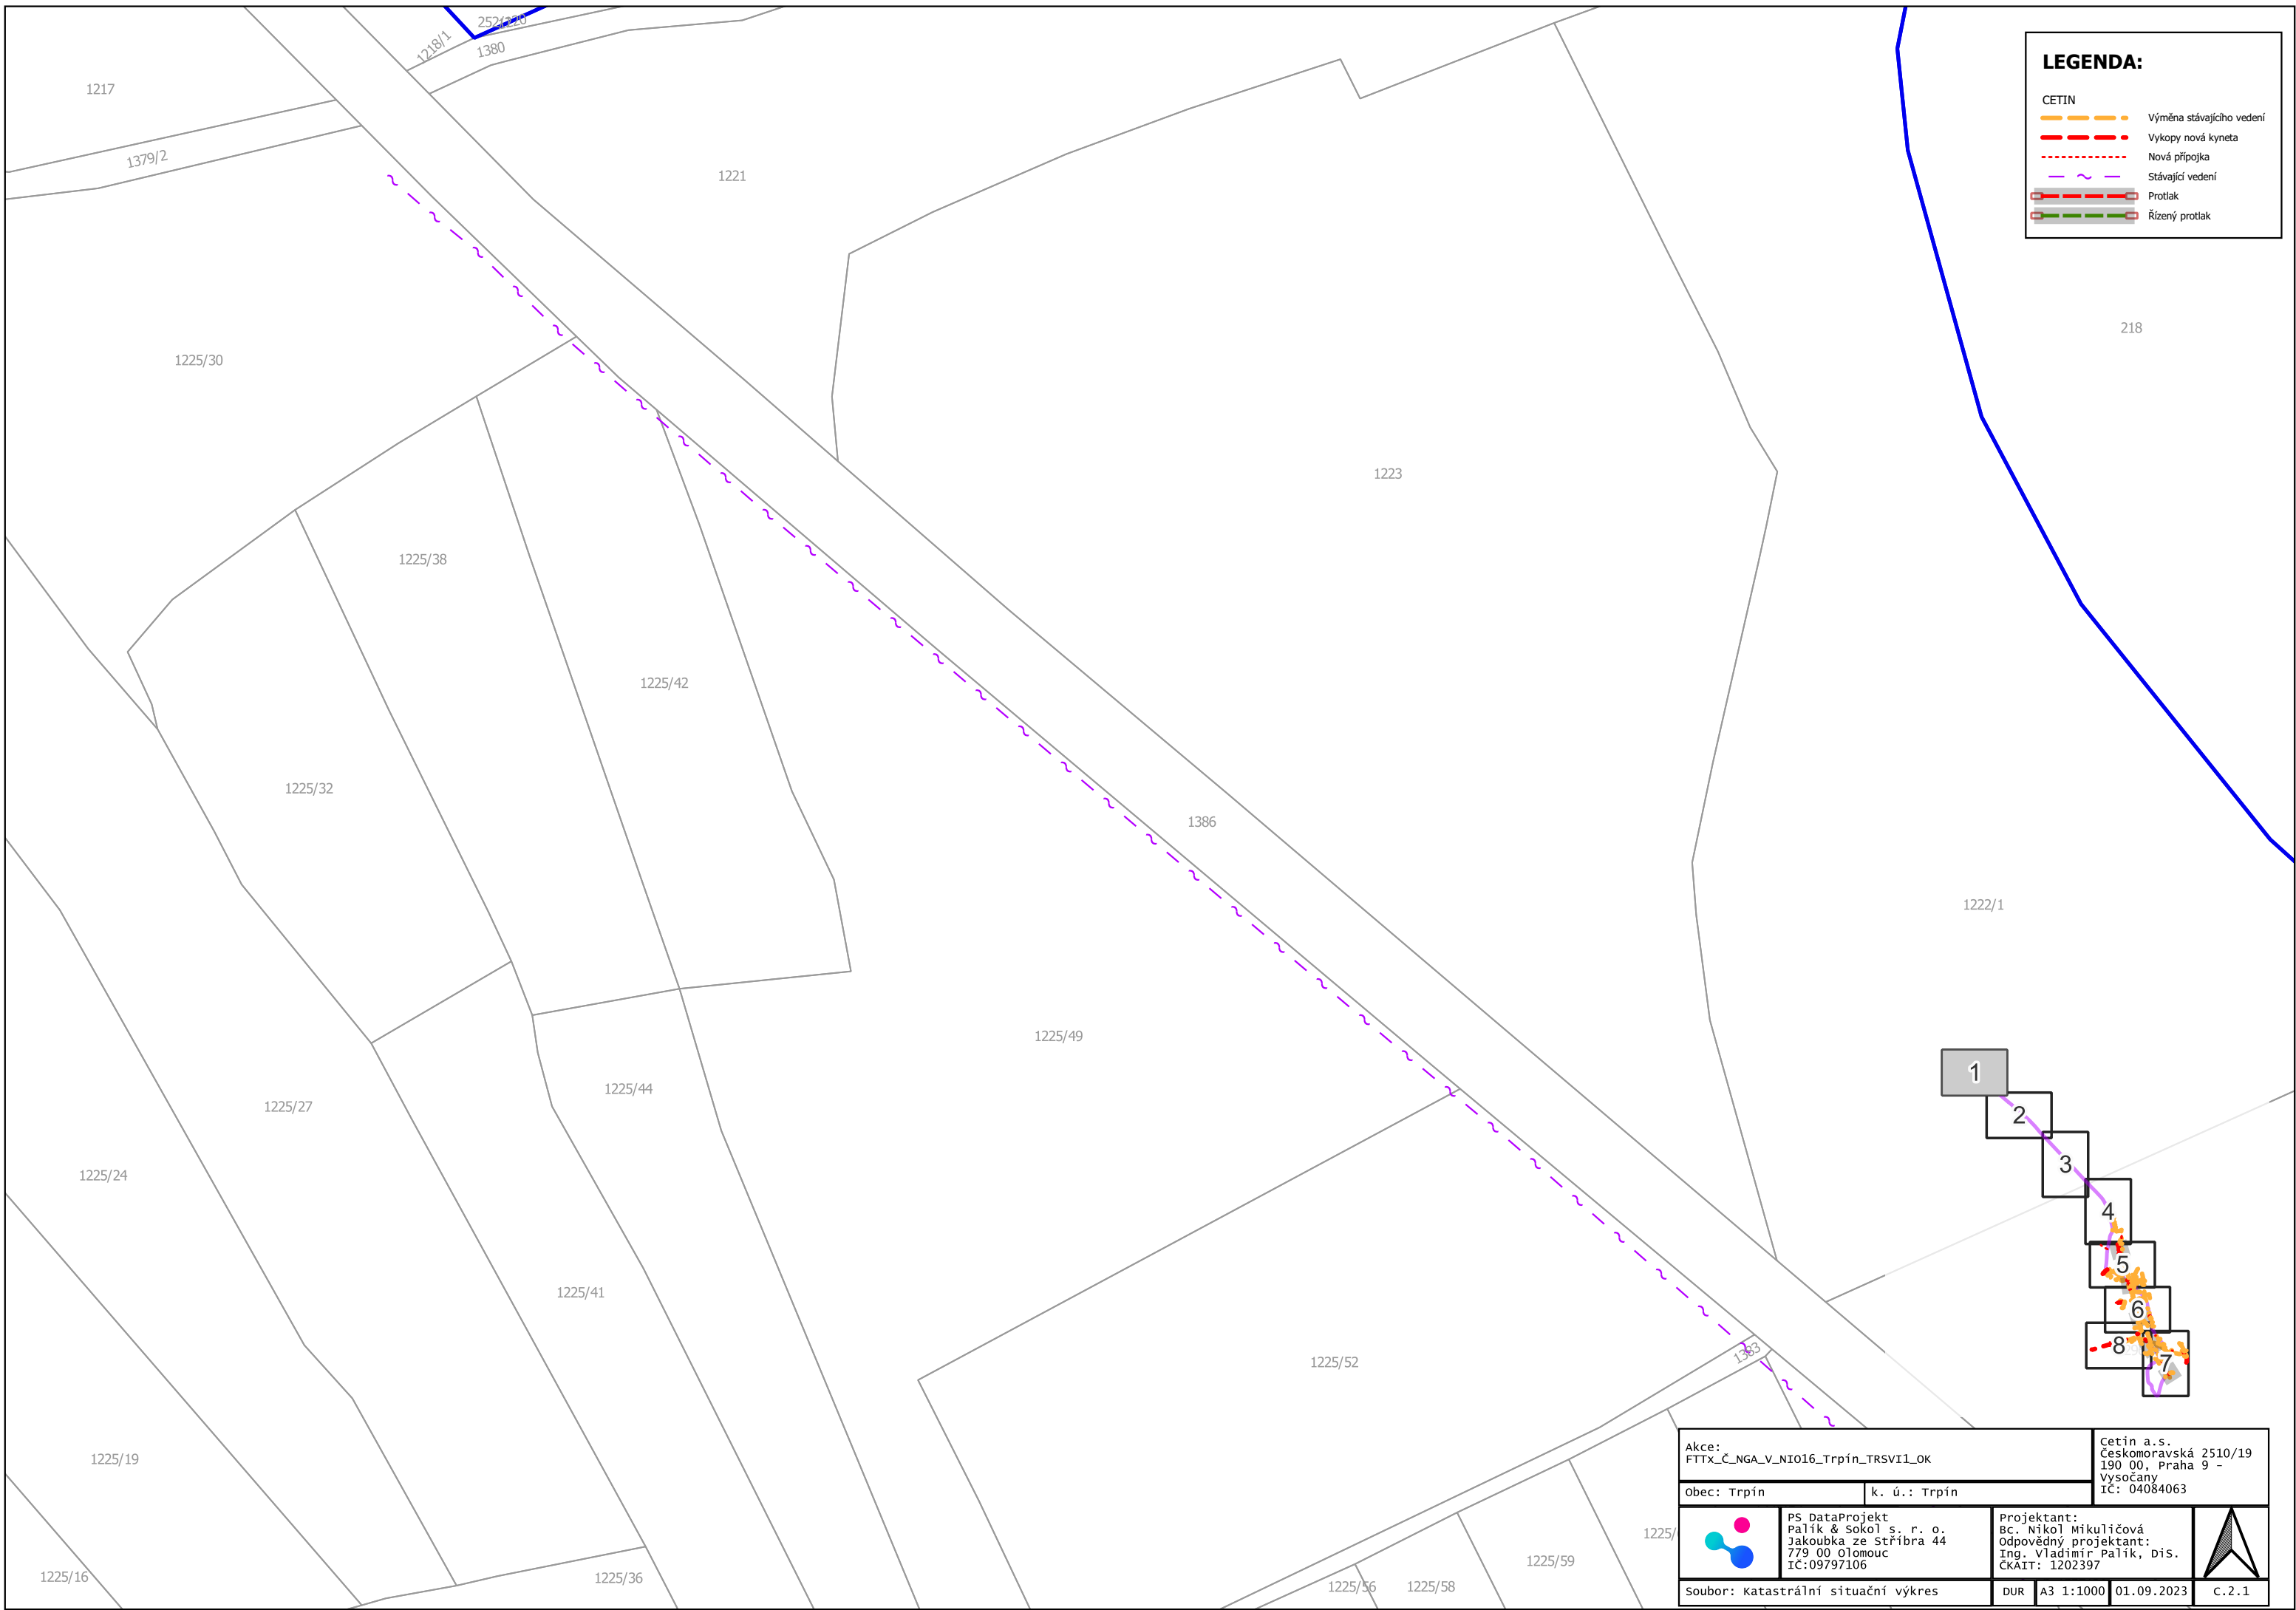 252/220
1218/1
1380
1217
1379/2
1221
LEGENDA:
CETIN
Výměna stávajícího vedení
Vykopy nová kyneta
Nová přípojka
Stávající vedení
Protlak
Řízený protlak
218
1225/30
1223
1225/38
1225/42
1225/32
1386
1222/1
1225/49
1225/44
1225/27
1225/24
1
2
3
4
5
6
8
7
1225/41
1383
1225/52
1225/19
1225/
1225/59
1225/16
1225/36
1225/56
1225/58
Akce:
FTTx_Č_NGA_V_NIO16_Trpín_TRSVI1_OK
Cetin a.s.
Českomoravská 2510/19
190 00, Praha 9 -
Vysočany
IČ: 04084063
Obec: Trpín
k. ú.: Trpín
PS DataProjekt
Palík & Sokol s. r. o.
Jakoubka ze Stříbra 44
779 00 Olomouc
IČ:09797106
Projektant:
Bc. Nikol Mikuličová
Odpovědný projektant:
Ing. Vladimír Palík, DiS.
ČKAIT: 1202397
Soubor: Katastrální situační výkres
DUR
A3 1:1000
01.09.2023
C.2.1